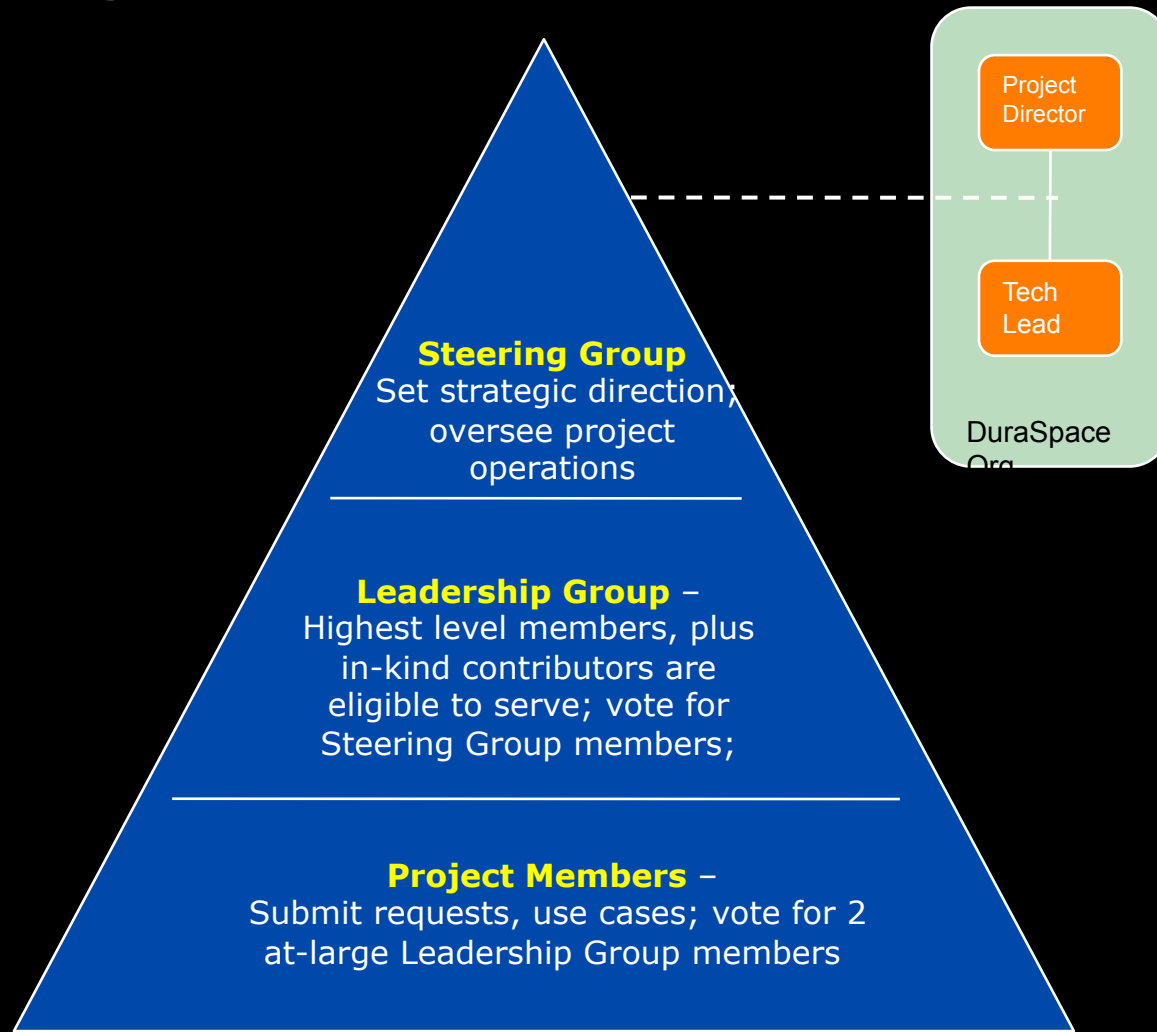 Project
Director
Tech
Lead
DuraSpace
Org
Steering Group
Set strategic direction;
oversee project
operations
Leadership Group –
Highest level members, plus
in-kind contributors are
eligible to serve; vote for
Steering Group members;
Project Members –
Submit requests, use cases; vote for 2
at-large Leadership Group members